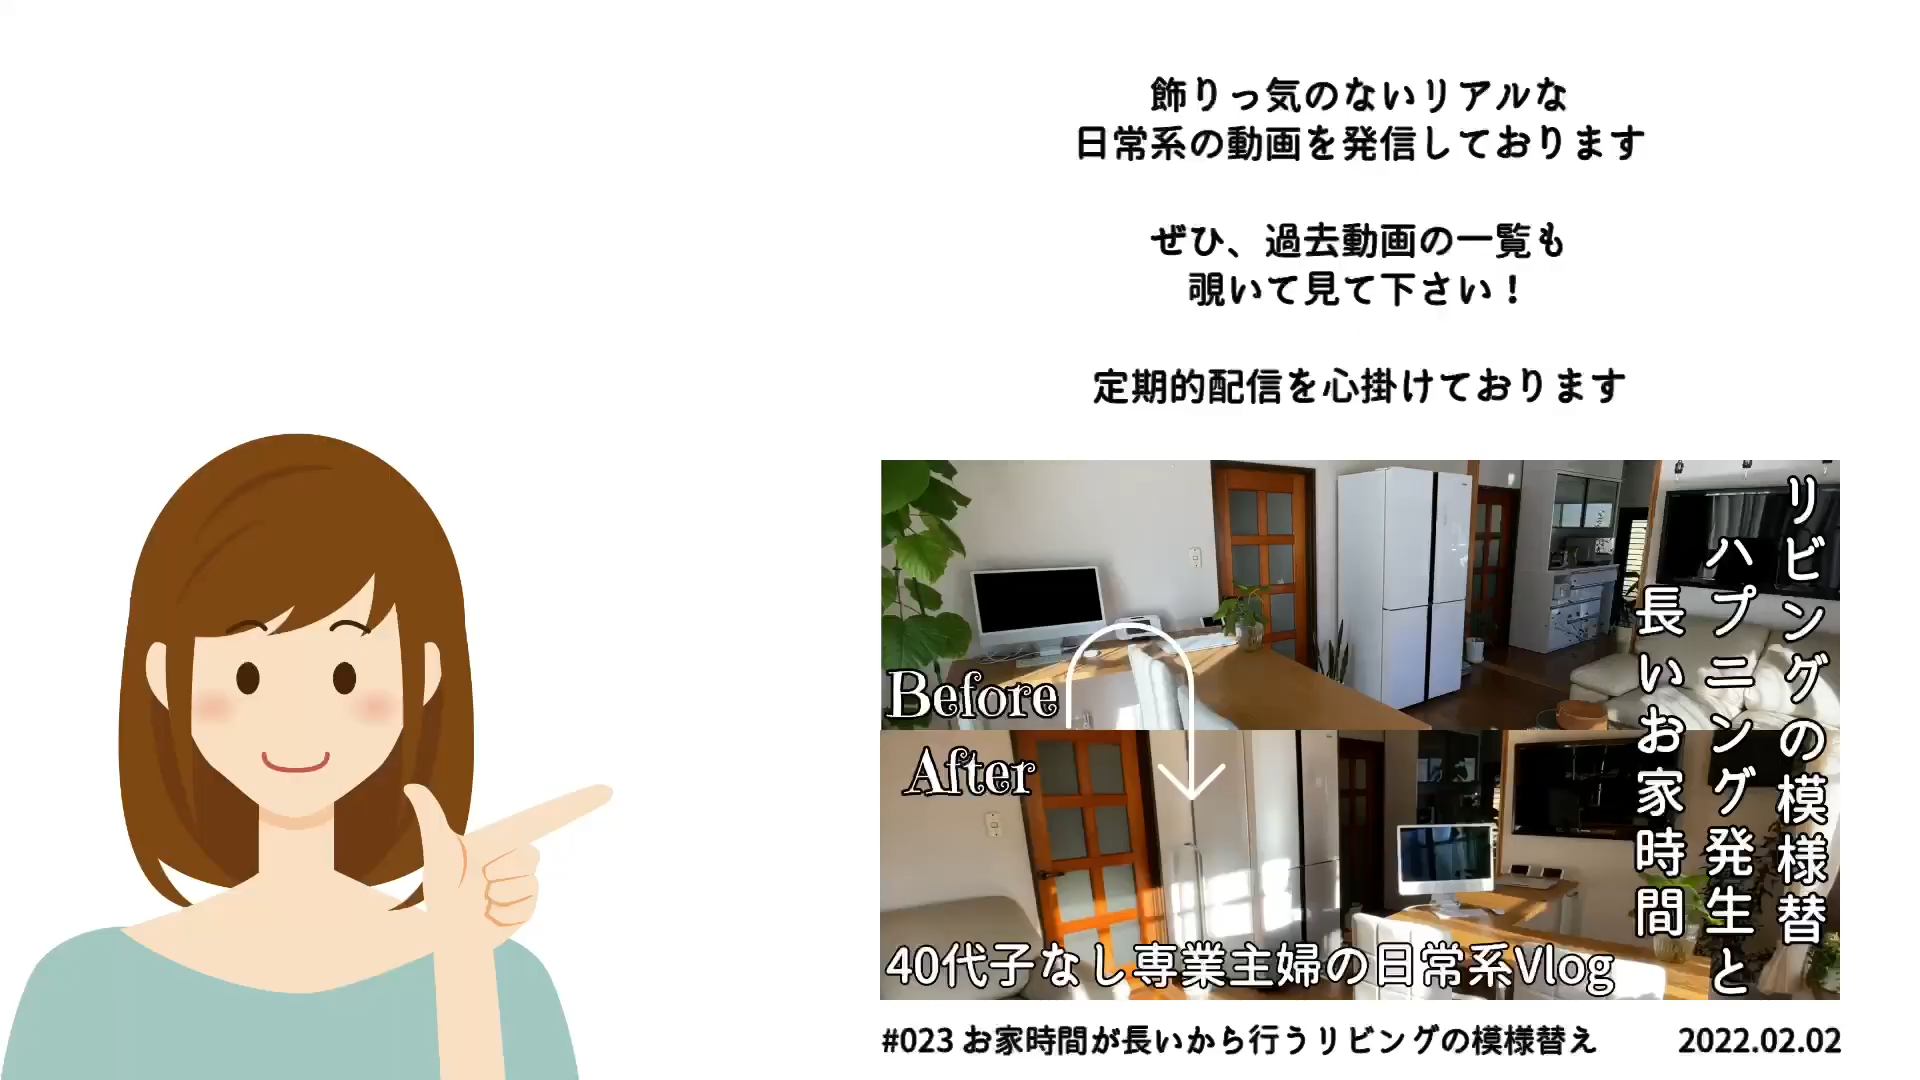 飾りっ気のないリアルな
日常系の動画を発信しております
ぜひ、過去動画の一覧も
覗いて見て下さい！
定期的配信を心掛けております
リビングの模様替
ハプニング発生と
長いお家時間
Before
After
40代子なし専業主婦の日常系Vlog
#023 お家時間が長いから行うリビングの模様替え
2022.02.02